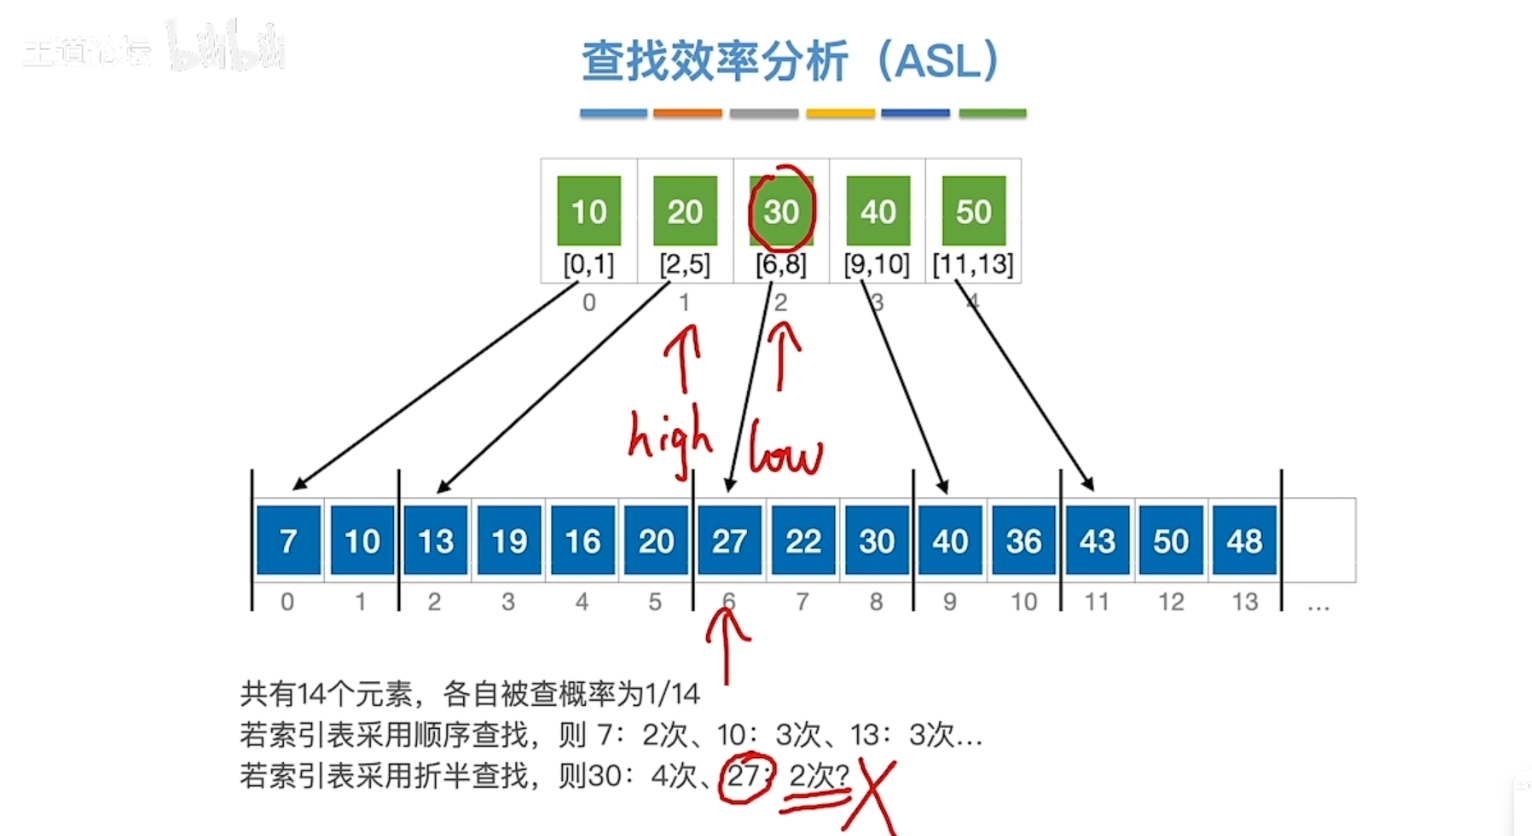 王道论坛 bilibili
查找效率分析（ASL）
10 20 30 40 50
[0,1] [2,5] [6,8] [9,10] [11,13]
0 1 2 3 4
high low
7 10 13 19 16 20 27 22 30 40 36 43 50 48
0 1 2 3 4 5 6 7 8 9 10 11 12 13 ...
共有14个元素，各自被查概率为1/14
若索引表采用顺序查找，则 7：2次、10：3次、13：3次...
若索引表采用折半查找，则30：4次、27：2次?